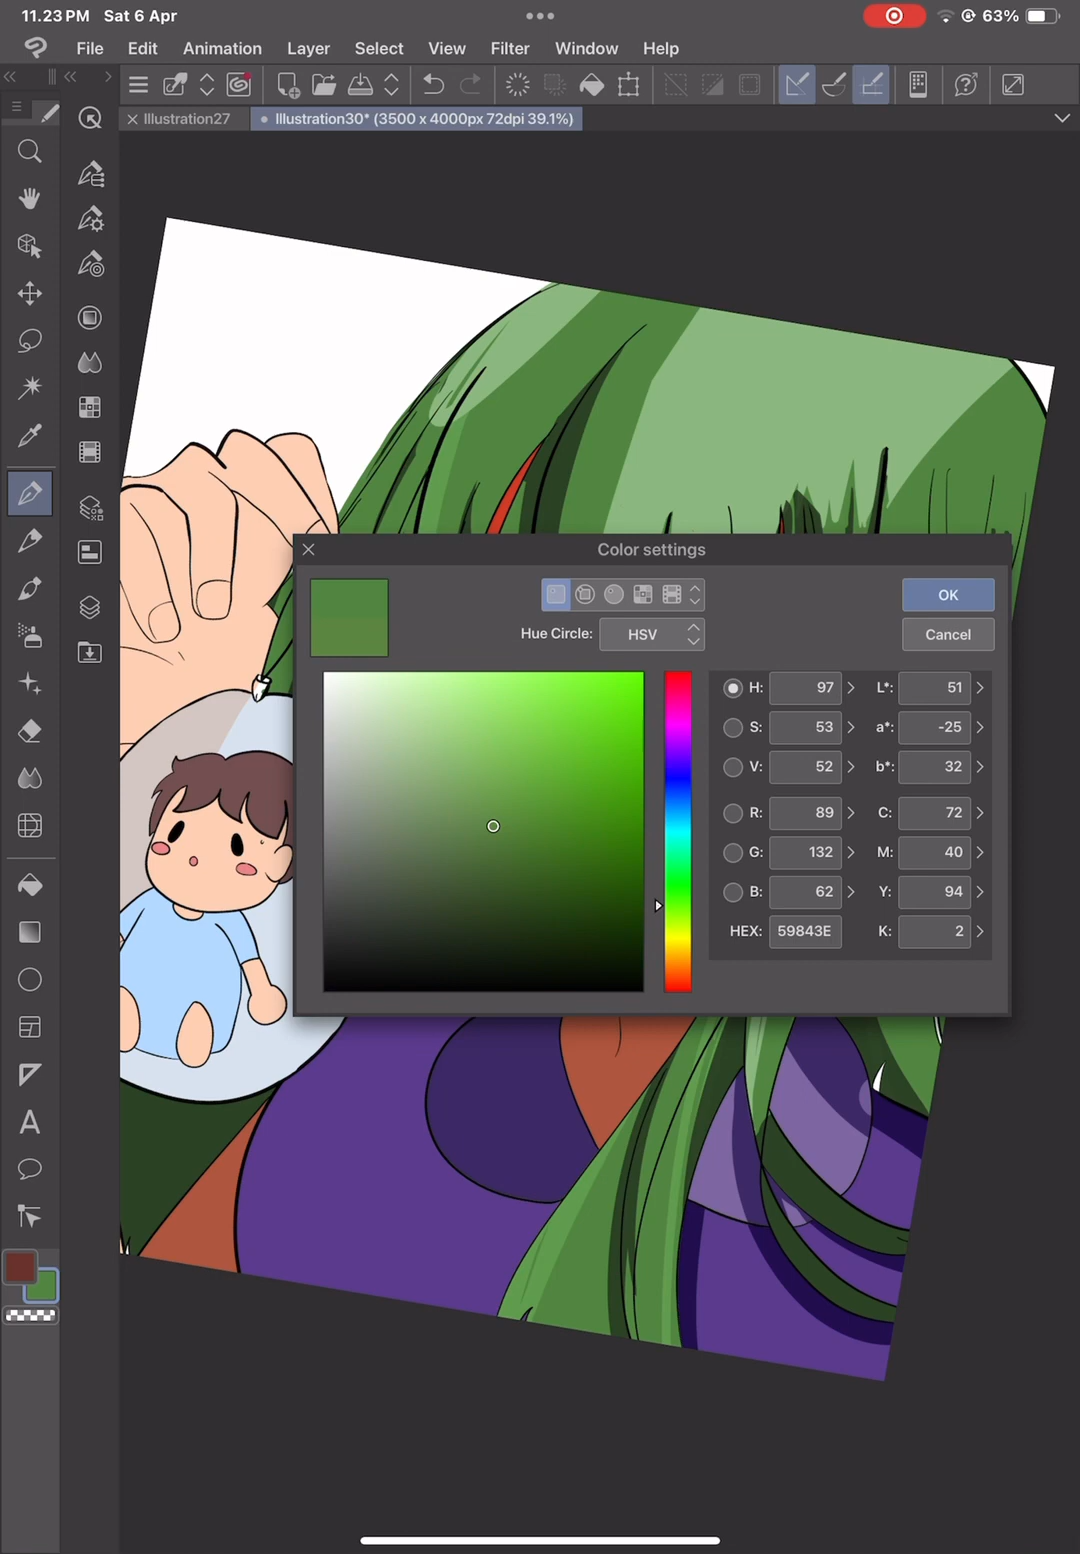 11.23 PM Sat 6 Apr
63%
File Edit Animation Layer Select View Filter Window Help
Illustration27
Illustration30* (3500 x 4000px 72dpi 39.1%)
Color settings
OK
Hue Circle: HSV
Cancel
H: 97 L*: 51
S: 53 a*: -25
V: 52 b*: 32
R: 89 C: 72
G: 132 M: 40
B: 62 Y: 94
HEX: 59843E K: 2